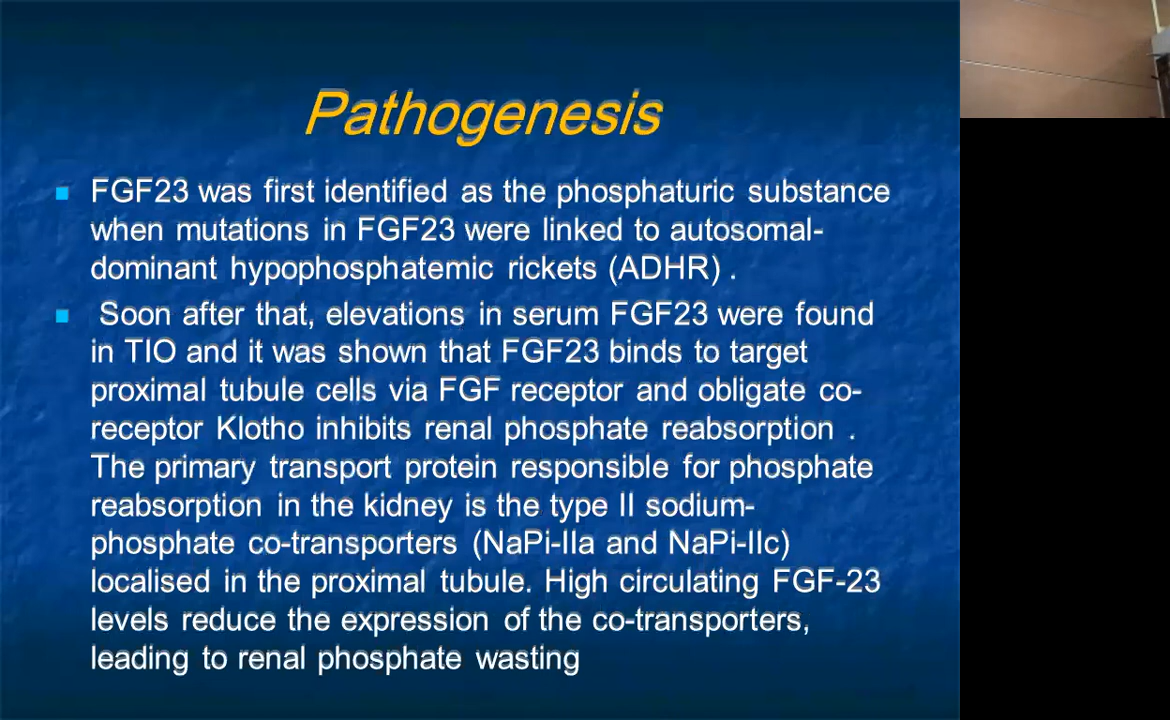 Pathogenesis
FGF23 was first identified as the phosphaturic substance
when mutations in FGF23 were linked to autosomal-
dominant hypophosphatemic rickets (ADHR) .
Soon after that, elevations in serum FGF23 were found
in TIO and it was shown that FGF23 binds to target
proximal tubule cells via FGF receptor and obligate co-
receptor Klotho inhibits renal phosphate reabsorption .
The primary transport protein responsible for phosphate
reabsorption in the kidney is the type II sodium-
phosphate co-transporters (NaPi-IIa and NaPi-IIc)
localised in the proximal tubule. High circulating FGF-23
levels reduce the expression of the co-transporters,
leading to renal phosphate wasting